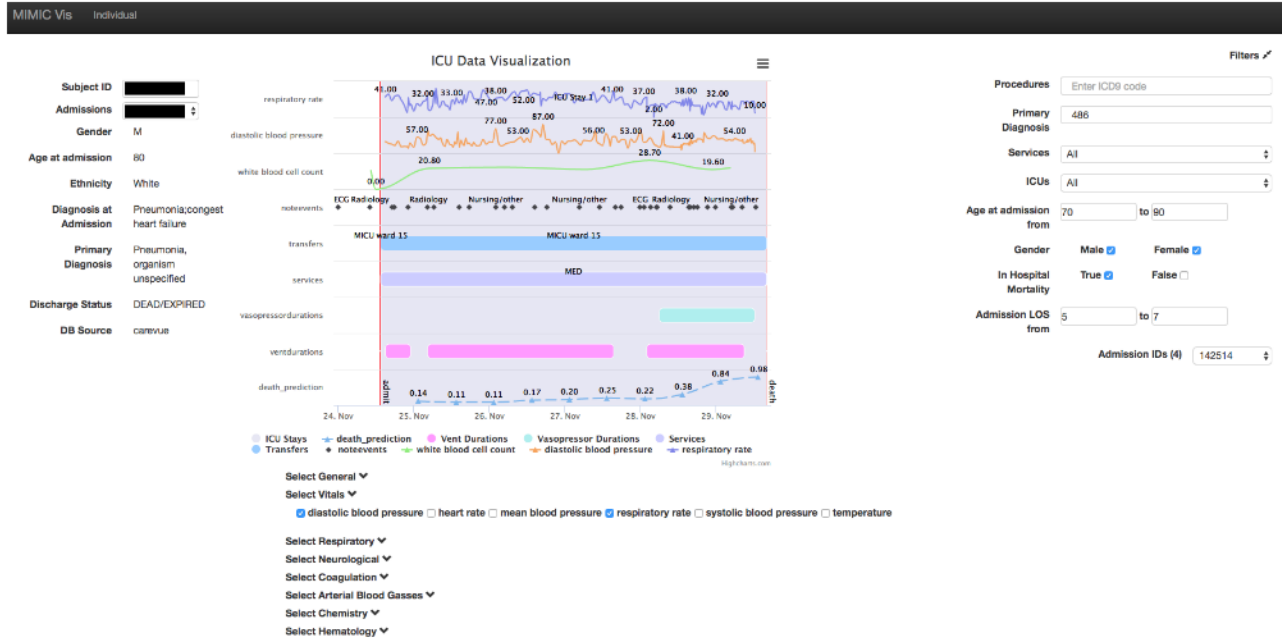 MIMIC Vis Individual
Filters
ICU Data Visualization
Subject ID
Admissions
Gender M
Age at admission 80
Ethnicity White
Diagnosis at Admission Pneumonia;congest heart failure
Primary Diagnosis Pneumonia, organism unspecified
Discharge Status DEAD/EXPIRED
DB Source carevue
respiratory rate
41.00 32.00 33.00 38.00 47.00 52.00 ICU Stay 1 41.00 37.00 2.00 38.00 32.00 10.00
diastolic blood pressure
57.00 77.00 53.00 87.00 56.00 53.00 72.00 41.00 54.00
white blood cell count
0.00 20.80 28.70 19.60
noteevents
ECG Radiology Radiology Nursing/other Nursing/other ECG Radiology Nursing/other
transfers
MICU ward 15 MICU ward 15
services
MED
vasopressordurations
ventdurations
death_prediction
admit 0.14 0.11 0.11 0.17 0.20 0.25 0.22 0.38 0.84 0.98 death
24. Nov 25. Nov 26. Nov 27. Nov 28. Nov 29. Nov
ICU Stays death_prediction Vent Durations Vasopressor Durations Services
Transfers noteevents white blood cell count diastolic blood pressure respiratory rate
Highcharts.com
Select General
Select Vitals
diastolic blood pressure heart rate mean blood pressure respiratory rate systolic blood pressure temperature
Select Respiratory
Select Neurological
Select Coagulation
Select Arterial Blood Gasses
Select Chemistry
Select Hematology
Procedures Enter ICD9 code
Primary Diagnosis 486
Services All
ICUs All
Age at admission from 70 to 90
Gender Male Female
In Hospital Mortality True False
Admission LOS from 5 to 7
Admission IDs (4) 142514